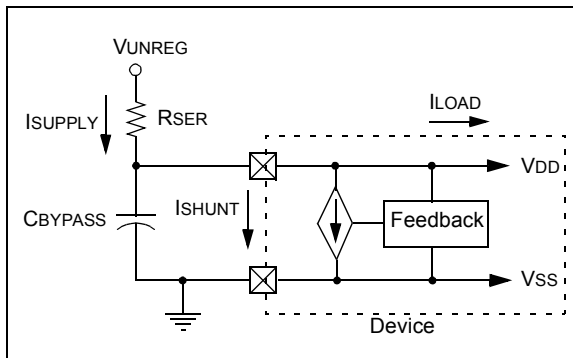 VUNREG
ILOAD
ISUPPLY
RSER
VDD
CBYPASS
ISHUNT
Feedback
VSS
Device